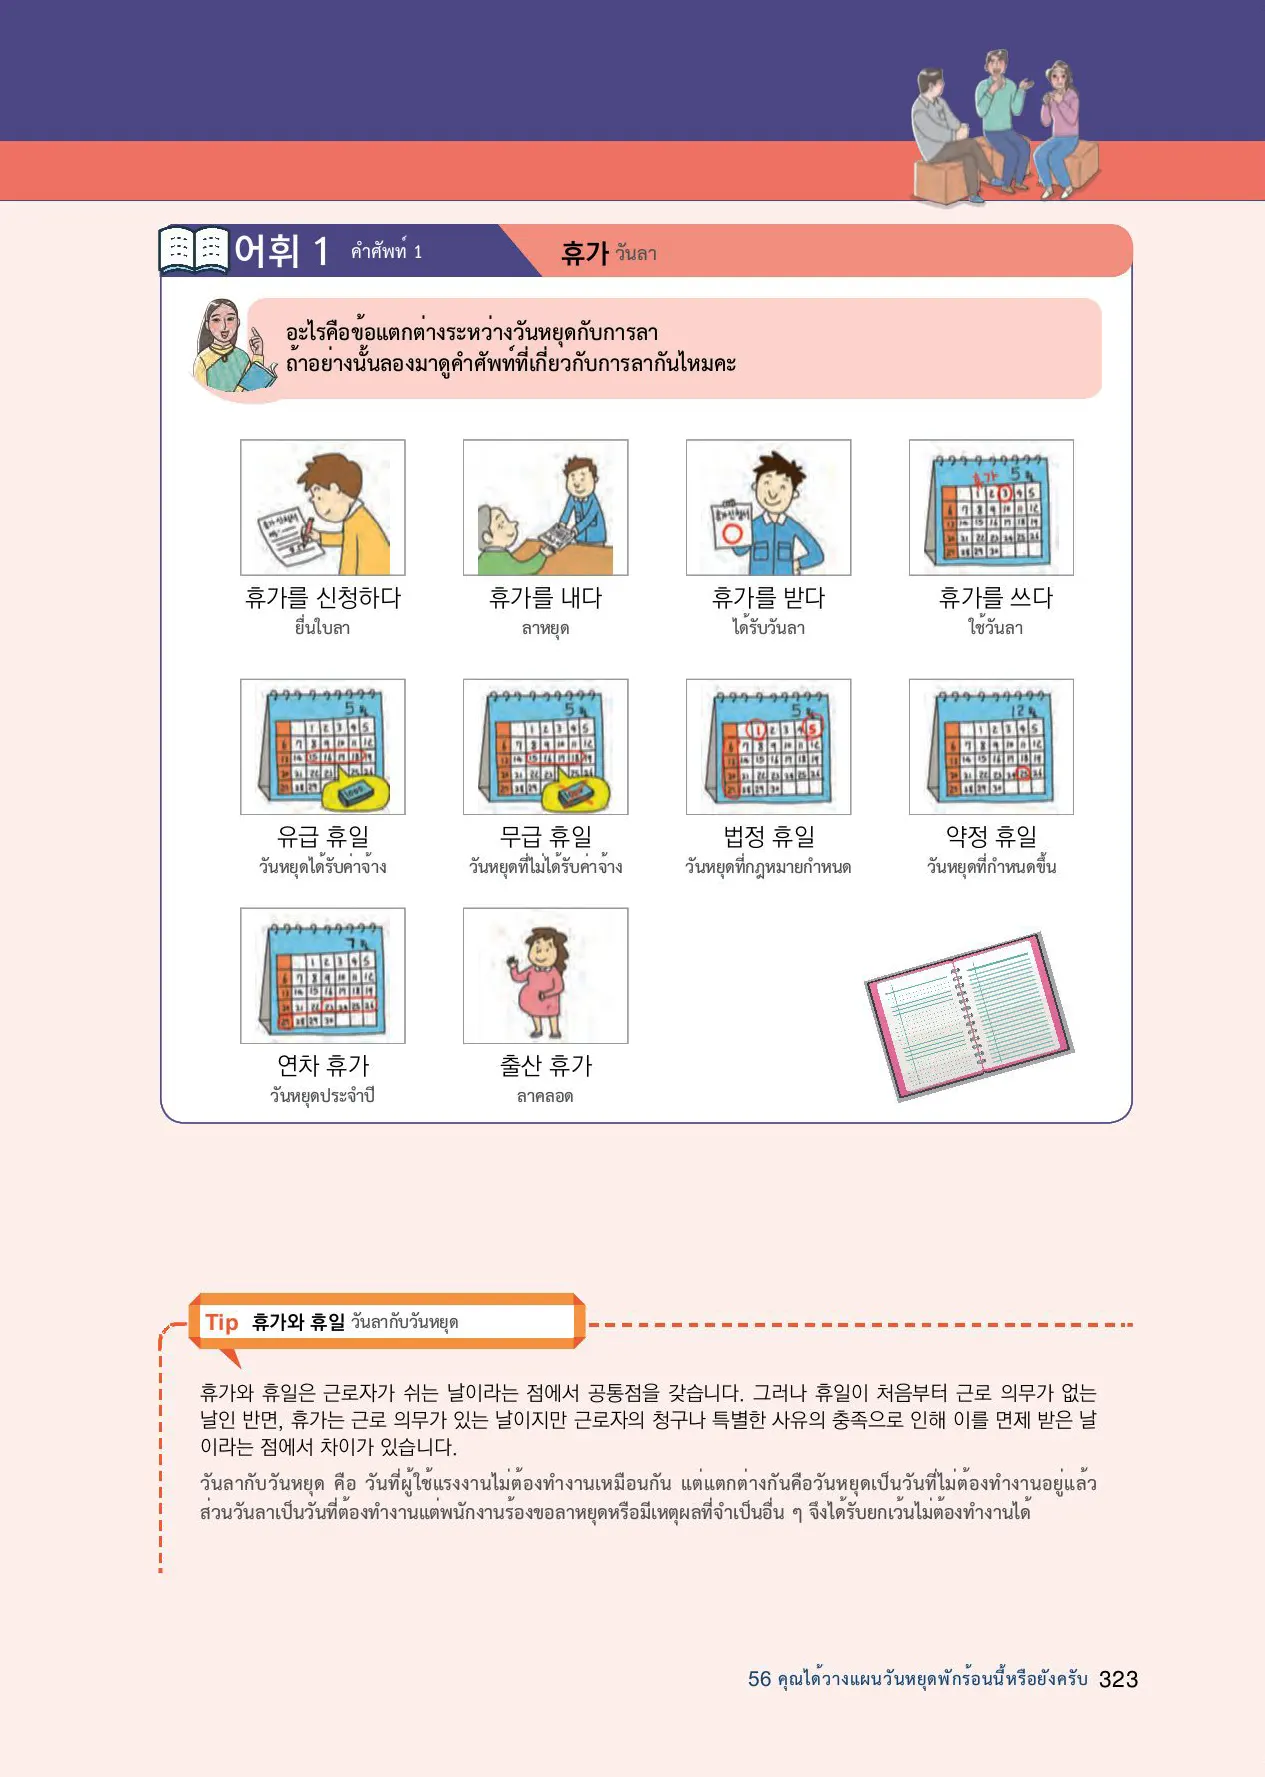 어휘 1 คำศัพท์ 1
휴가 วันลา
อะไรคือข้อแตกต่างระหว่างวันหยุดกับการลา
ถ้าอย่างนั้นลองมาดูคำศัพท์ที่เกี่ยวกับการลากันไหมคะ
휴가를 신청하다
ยื่นใบลา
휴가를 내다
ลาหยุด
휴가를 받다
ได้รับวันลา
휴가를 쓰다
ใช้วันลา
유급 휴일
วันหยุดได้รับค่าจ้าง
무급 휴일
วันหยุดที่ไม่ได้รับค่าจ้าง
법정 휴일
วันหยุดที่กฎหมายกำหนด
약정 휴일
วันหยุดที่กำหนดขึ้น
연차 휴가
วันหยุดประจำปี
출산 휴가
ลาคลอด
Tip 휴가와 휴일 วันลากับวันหยุด
휴가와 휴일은 근로자가 쉬는 날이라는 점에서 공통점을 갖습니다. 그러나 휴일이 처음부터 근로 의무가 없는
날인 반면, 휴가는 근로 의무가 있는 날이지만 근로자의 청구나 특별한 사유의 충족으로 인해 이를 면제 받은 날
이라는 점에서 차이가 있습니다.
วันลากับวันหยุด คือ วันที่ผู้ใช้แรงงานไม่ต้องทำงานเหมือนกัน แต่แตกต่างกันคือวันหยุดเป็นวันที่ไม่ต้องทำงานอยู่แล้ว
ส่วนวันลาเป็นวันที่ต้องทำงานแต่พนักงานร้องขอลาหยุดหรือมีเหตุผลที่จำเป็นอื่น ๆ จึงได้รับยกเว้นไม่ต้องทำงานได้
56 คุณได้วางแผนวันหยุดพักร้อนนี้หรือยังครับ 323